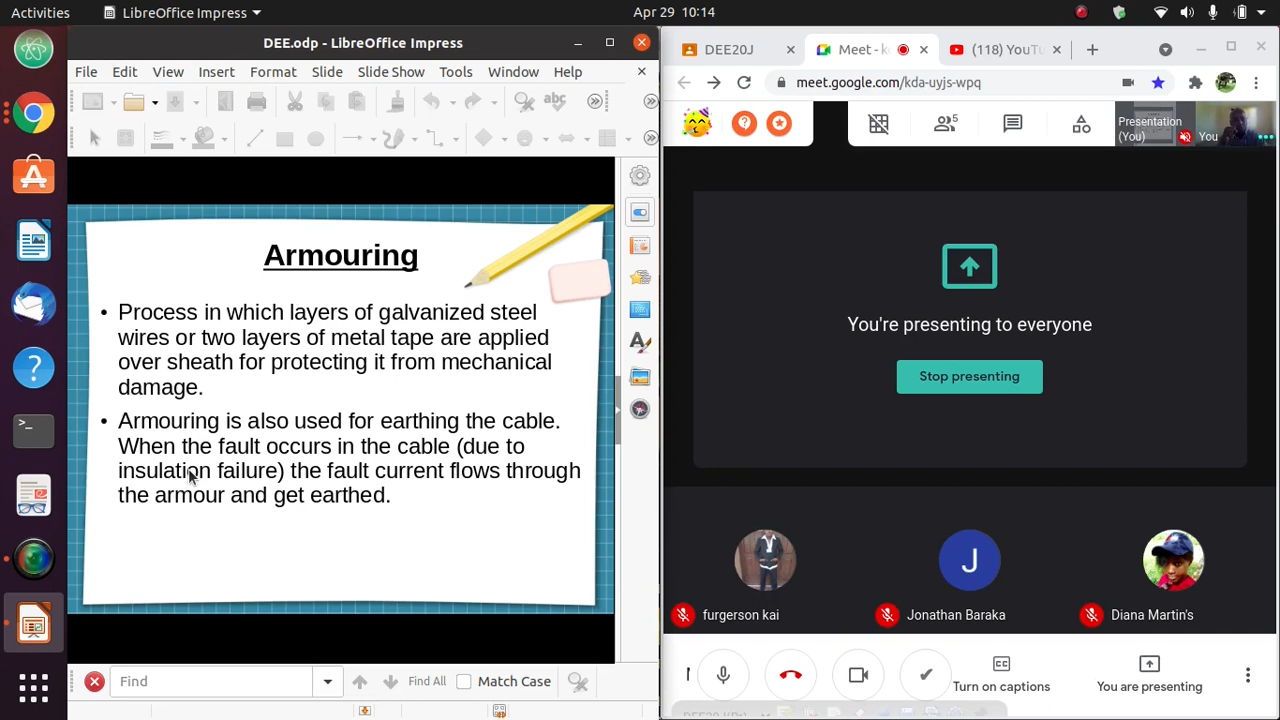 Activities
LibreOffice Impress
Apr 29 10:14
DEE.odp - LibreOffice Impress
File Edit View Insert Format Slide Slide Show Tools Window Help
abc
Armouring
• Process in which layers of galvanized steel
wires or two layers of metal tape are applied
over sheath for protecting it from mechanical
damage.
• Armouring is also used for earthing the cable.
When the fault occurs in the cable (due to
insulation failure) the fault current flows through
the armour and get earthed.
Find
Find All
Match Case
DEE20J
Meet - k
(118) YouTu
meet.google.com/kda-uyjs-wpq
5
Presentation
(You)
You
You're presenting to everyone
Stop presenting
furgerson kai
J
Jonathan Baraka
Diana Martin's
Turn on captions
You are presenting